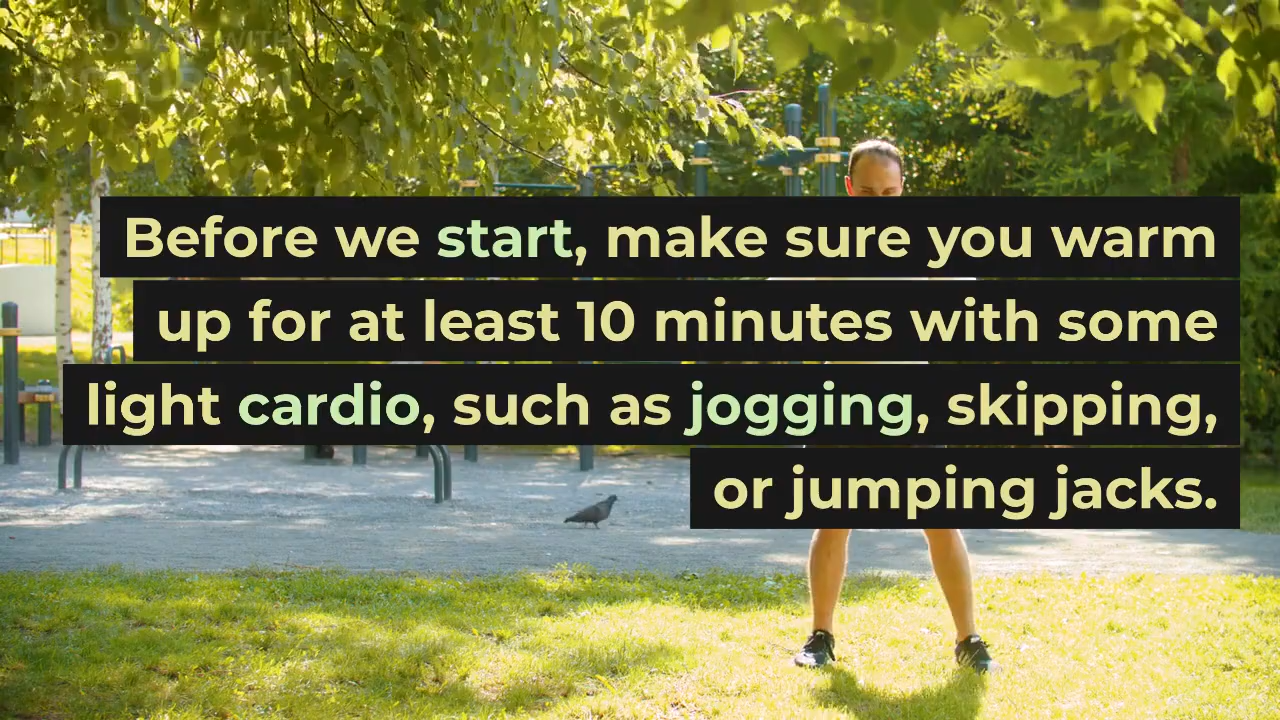 Before we start, make sure you warm
up for at least 10 minutes with some
light cardio, such as jogging, skipping,
or jumping jacks.